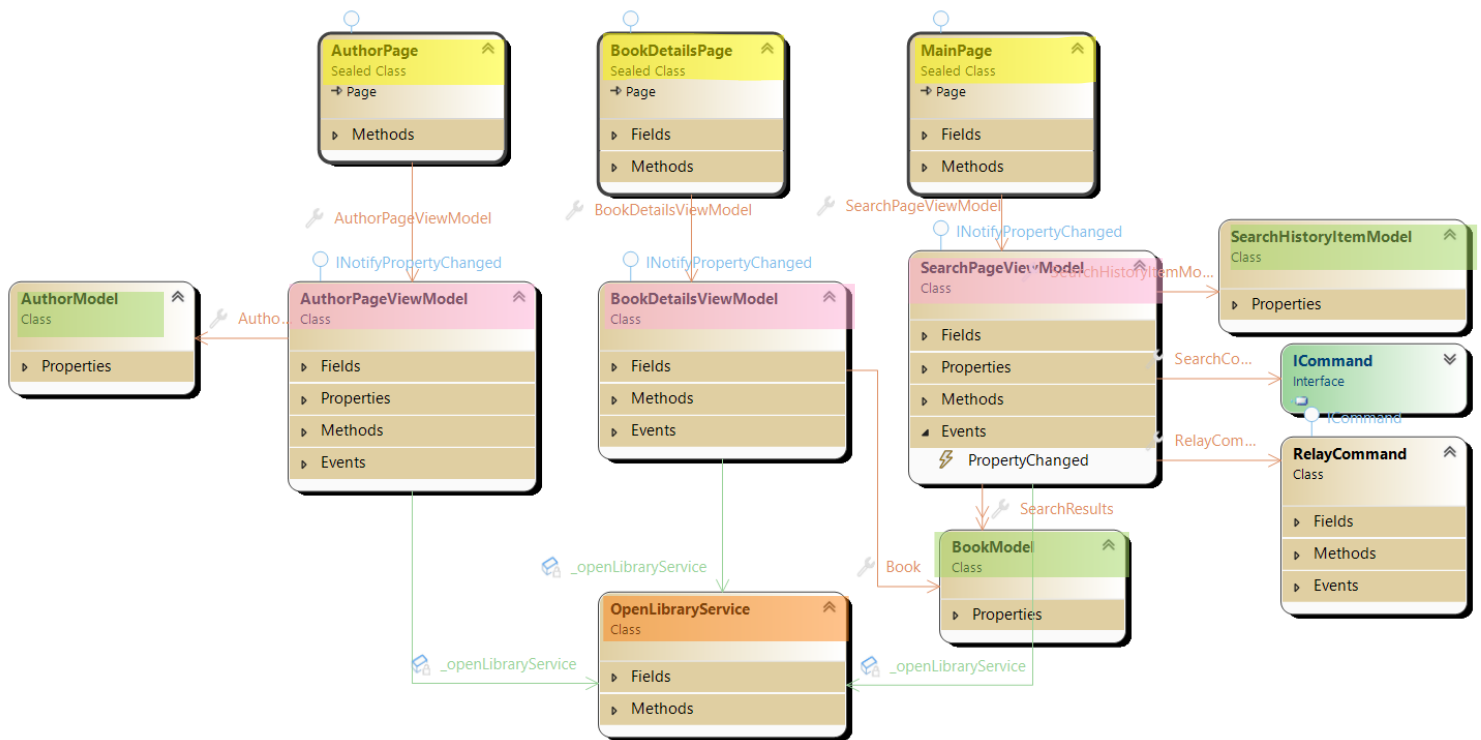 AuthorPage
Sealed Class
Page
Methods
BookDetailsPage
Sealed Class
Page
Fields
Methods
MainPage
Sealed Class
Page
Fields
Methods
AuthorPageViewModel
BookDetailsViewModel
SearchPageViewModel
INotifyPropertyChanged
INotifyPropertyChanged
INotifyPropertyChanged
AuthorModel
Class
Properties
Autho...
AuthorPageViewModel
Class
Fields
Properties
Methods
Events
BookDetailsViewModel
Class
Fields
Methods
Events
SearchPageViewModel
Class
Fields
Properties
Methods
Events
PropertyChanged
SearchHistoryItemMo...
SearchHistoryItemModel
Class
Properties
SearchCo...
ICommand
Interface
ICommand
RelayCom...
RelayCommand
Class
Fields
Methods
Events
SearchResults
BookModel
Class
Properties
Book
_openLibraryService
OpenLibraryService
Class
Fields
Methods
_openLibraryService
_openLibraryService